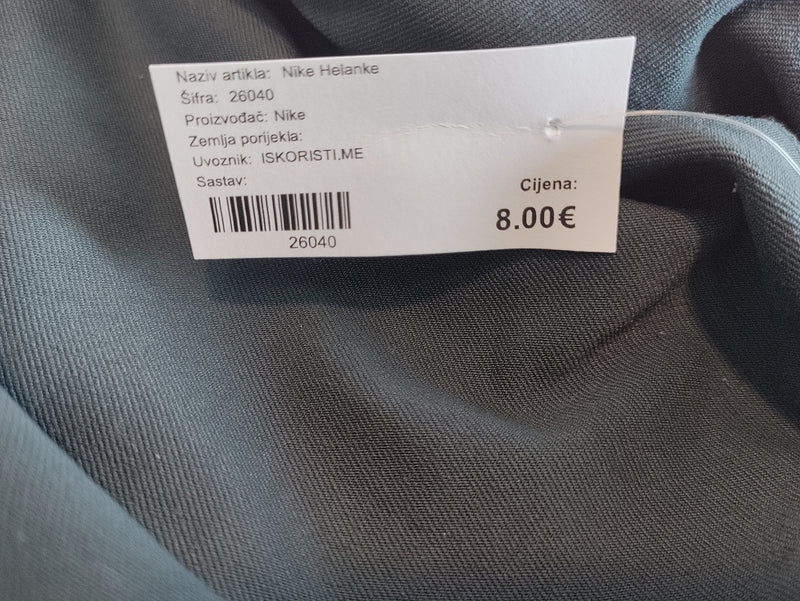 Naziv artikla: Nike Helanke
Šifra: 26040
Proizvođač: Nike
Zemlja porijekla:
Uvoznik: ISKORISTI.ME
Sastav:
26040
Cijena:
8.00€